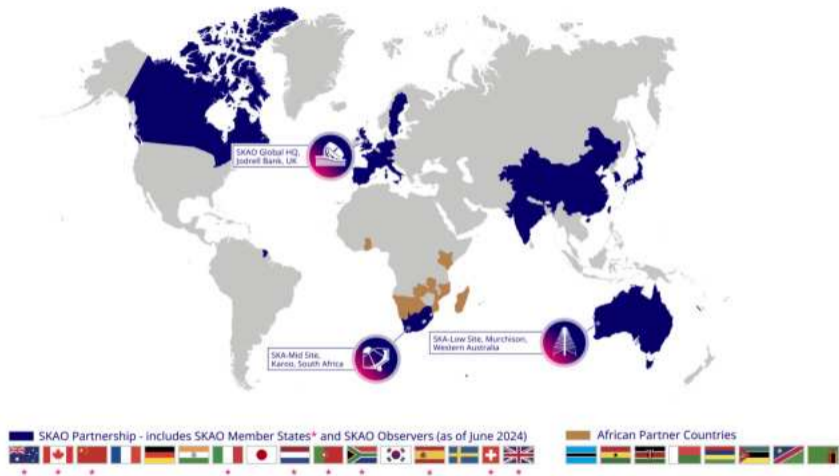 SKAO Global HQ,
Jodrell Bank, UK
SKA-Mid Site,
Karoo, South Africa
SKA-Low Site, Murchison,
Western Australia
SKAO Partnership - includes SKAO Member States* and SKAO Observers (as of June 2024)
African Partner Countries